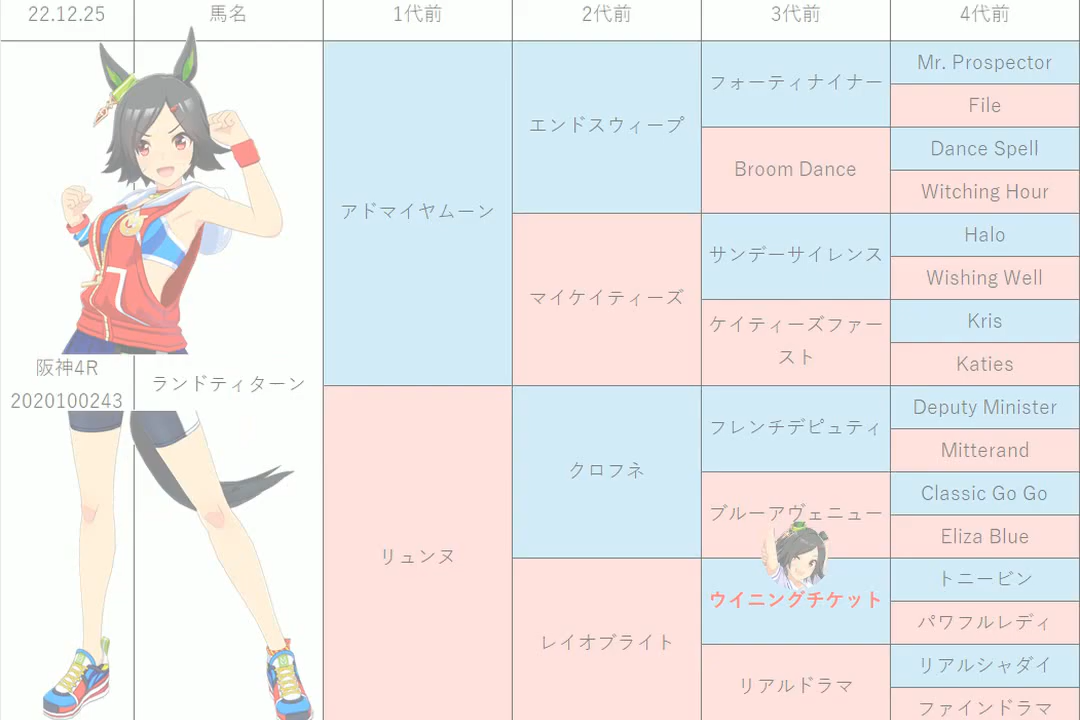 22.12.25
馬名
1代前
2代前
3代前
4代前
阪神4R
2020100243
ランドティターン
アドマイヤムーン
エンドスウィープ
フォーティナイナー
Mr. Prospector
File
Broom Dance
Dance Spell
Witching Hour
マイケイティーズ
サンデーサイレンス
Halo
Wishing Well
ケイティーズファー
スト
Kris
Katies
リュンヌ
クロフネ
フレンチデピュティ
Deputy Minister
Mitterand
ブルーアヴェニュー
Classic Go Go
Eliza Blue
レイオブライト
ウイニングチケット
トニービン
パワフルレディ
リアルドラマ
リアルシャダイ
ファインドラマ